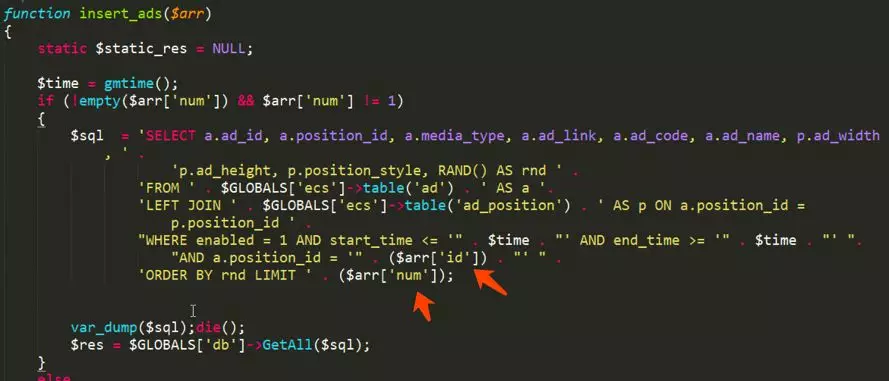 function insert_ads($arr)
{
static $static_res = NULL;
$time = gmtime();
if (!empty($arr['num']) && $arr['num'] != 1)
{
$sql = 'SELECT a.ad_id, a.position_id, a.media_type, a.ad_link, a.ad_code, a.ad_name, p.ad_width
, ' .
'p.ad_height, p.position_style, RAND() AS rnd ' .
'FROM ' . $GLOBALS['ecs']->table('ad') . ' AS a '.
'LEFT JOIN ' . $GLOBALS['ecs']->table('ad_position') . ' AS p ON a.position_id =
p.position_id ' .
"WHERE enabled = 1 AND start_time <= '" . $time . "' AND end_time >= '" . $time . "' ".
"AND a.position_id = '" . ($arr['id']) . "' " .
'ORDER BY rnd LIMIT ' . ($arr['num']);
var_dump($sql);die();
$res = $GLOBALS['db']->GetAll($sql);
}
else